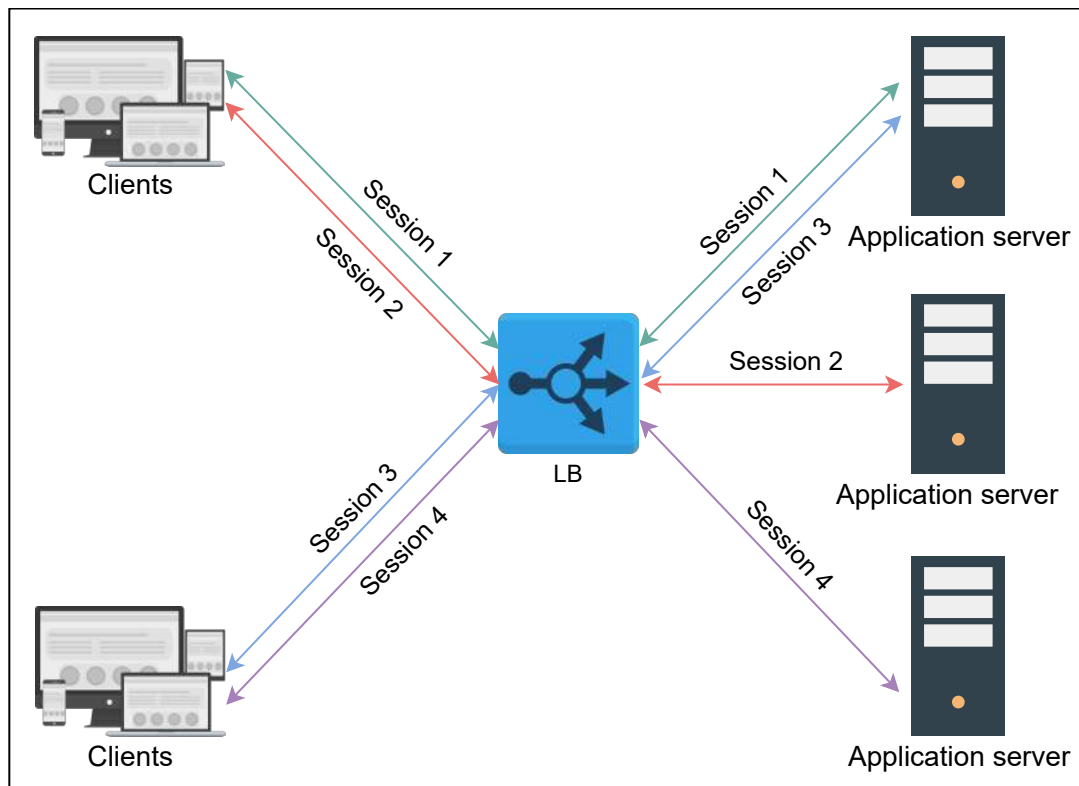 Clients
Session 1
Session 2
Session 1
Session 3
Application server
LB
Session 2
Application server
Session 3
Session 4
Session 4
Clients
Application server